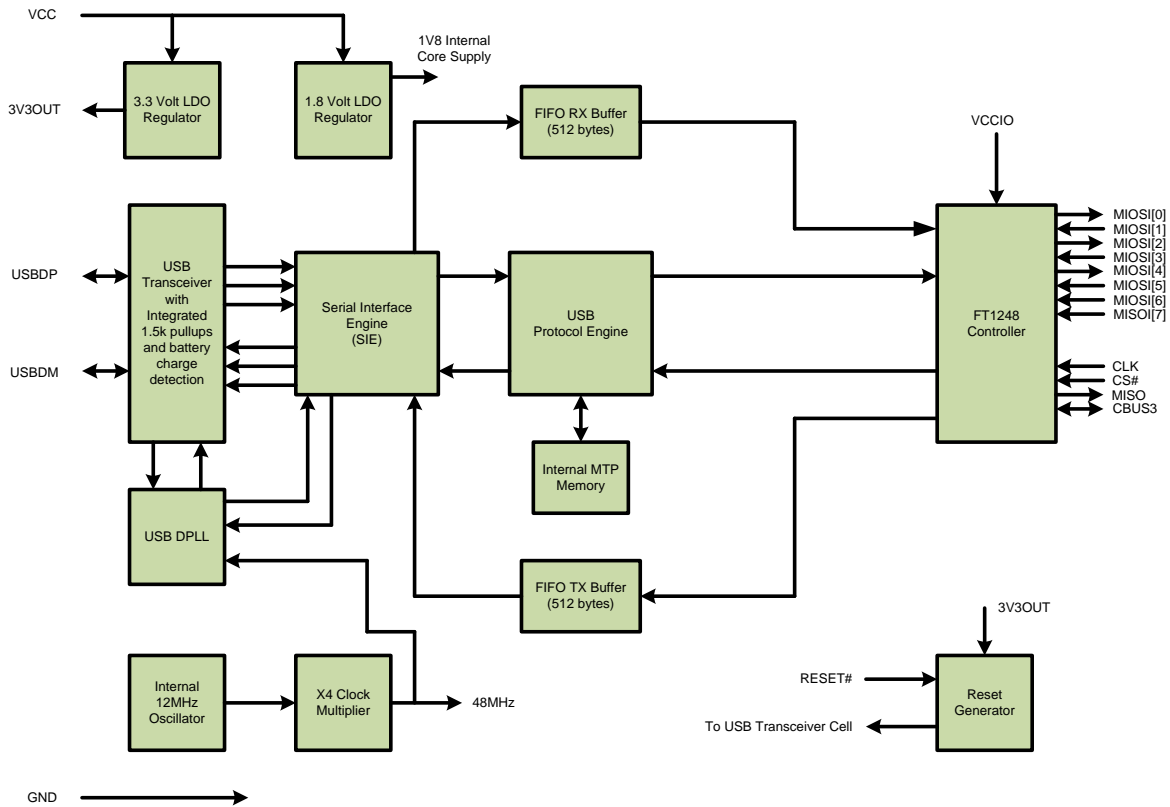 VCC
1V8 Internal
Core Supply
3.3 Volt LDO
Regulator
1.8 Volt LDO
Regulator
3V3OUT
FIFO RX Buffer
(512 bytes)
VCCIO
USBDP
USBDM
USB
Transceiver
with
Integrated
1.5k pullups
and battery
charge
detection
Serial Interface
Engine
(SIE)
USB
Protocol Engine
FT1248
Controller
MIOSI[0]
MIOSI[1]
MIOSI[2]
MIOSI[3]
MIOSI[4]
MIOSI[5]
MIOSI[6]
MISOI[7]
CLK
CS#
MISO
CBUS3
Internal MTP
Memory
USB DPLL
FIFO TX Buffer
(512 bytes)
3V3OUT
Internal
12MHz
Oscillator
X4 Clock
Multiplier
48MHz
RESET#
Reset
Generator
To USB Transceiver Cell
GND